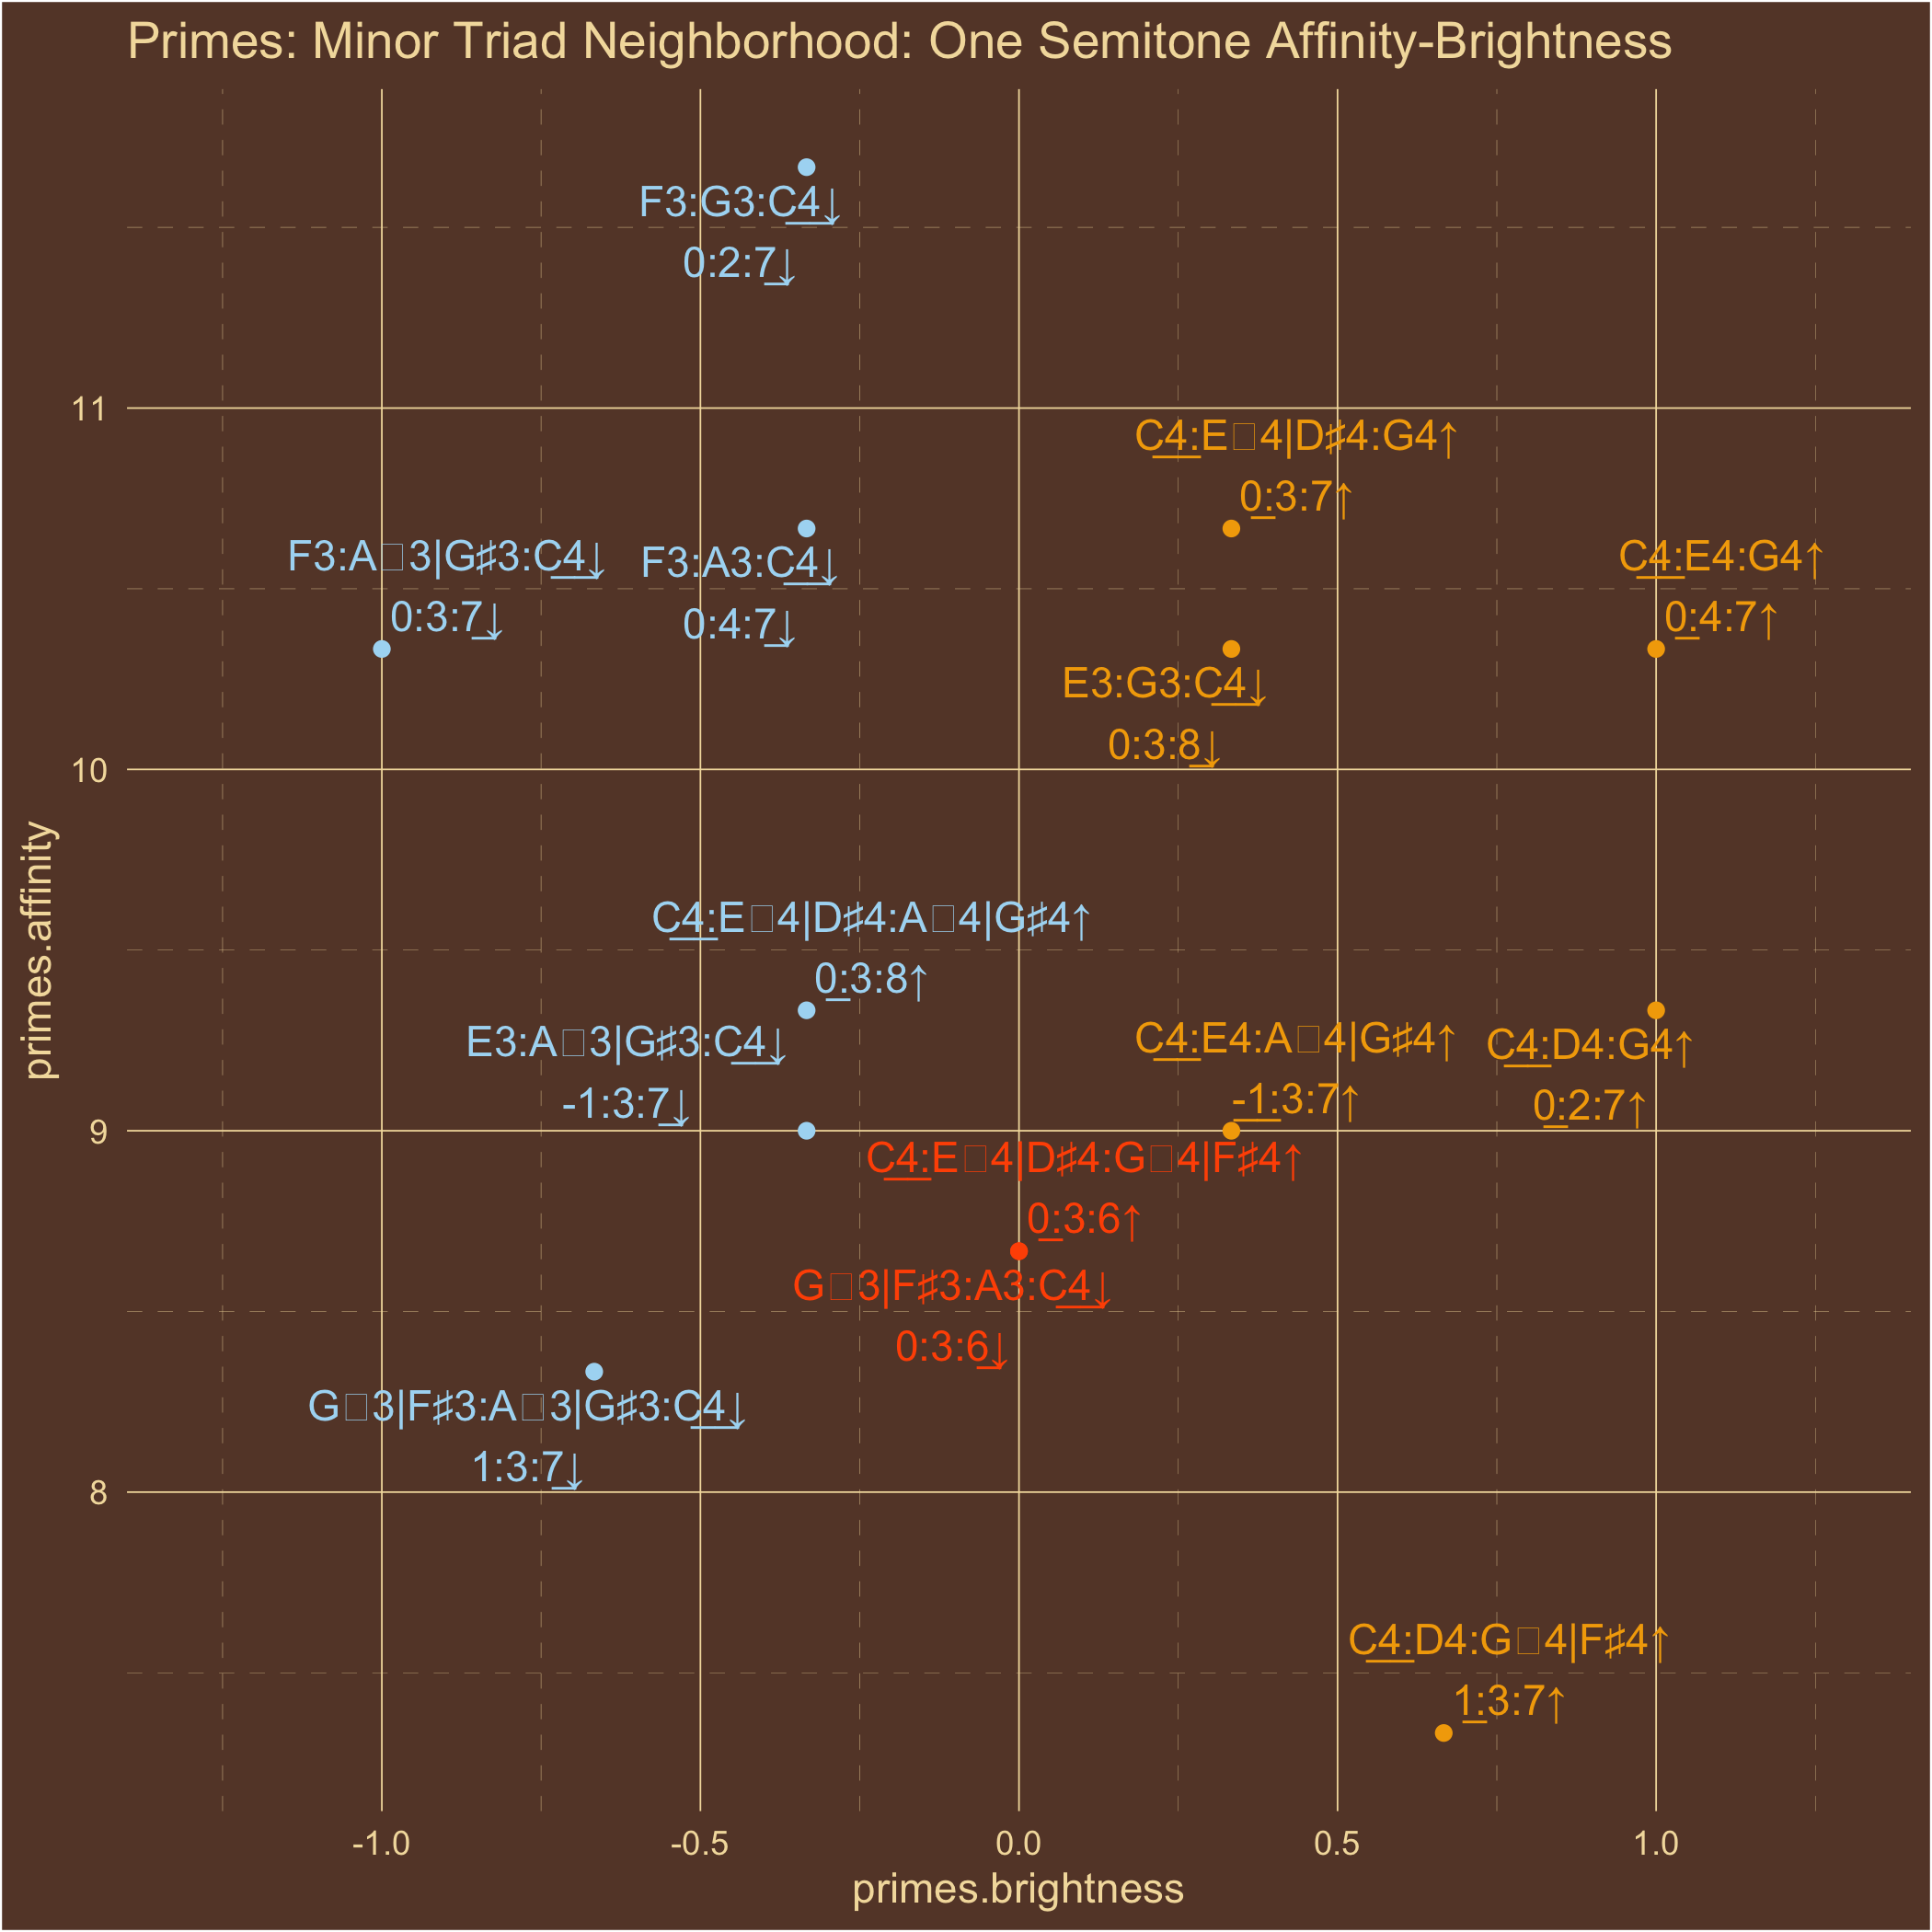 Primes: Minor Triad Neighborhood: One Semitone Affinity-Brightness
F3:G3:C4↓
0:2:7↓
11
C4:E□4|D♯4:G4↑
0:3:7↑
F3:A□3|G♯3:C4↓
0:3:7↓
F3:A3:C4↓
0:4:7↓
C4:E4:G4↑
0:4:7↑
E3:G3:C4↓
0:3:8↓
10
primes.affinity
C4:E□4|D♯4:A□4|G♯4↑
0:3:8↑
E3:A□3|G♯3:C4↓
-1:3:7↓
C4:E4:A□4|G♯4↑
-1:3:7↑
C4:D4:G4↑
0:2:7↑
9
C4:E□4|D♯4:G□4|F♯4↑
0:3:6↑
G□3|F♯3:A3:C4↓
0:3:6↓
G□3|F♯3:A□3|G♯3:C4↓
1:3:7↓
8
C4:D4:G□4|F♯4↑
1:3:7↑
-1.0
-0.5
0.0
0.5
1.0
primes.brightness